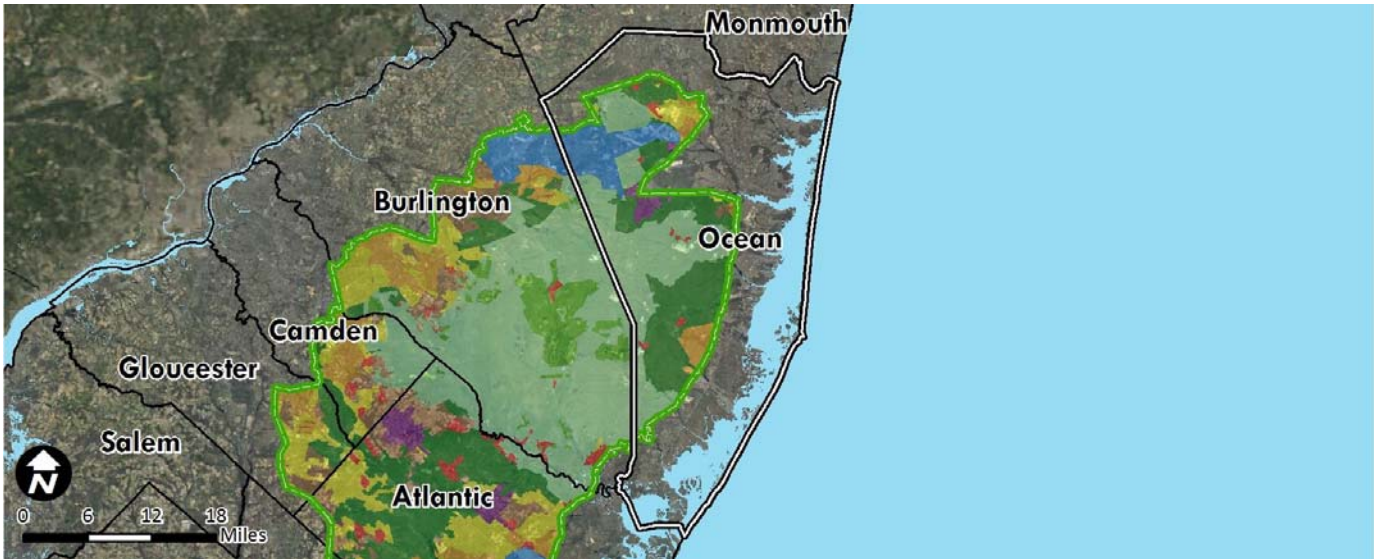 Monmouth
Burlington
Ocean
Camden
Gloucester
Salem
Atlantic
N
0 6 12 18
Miles